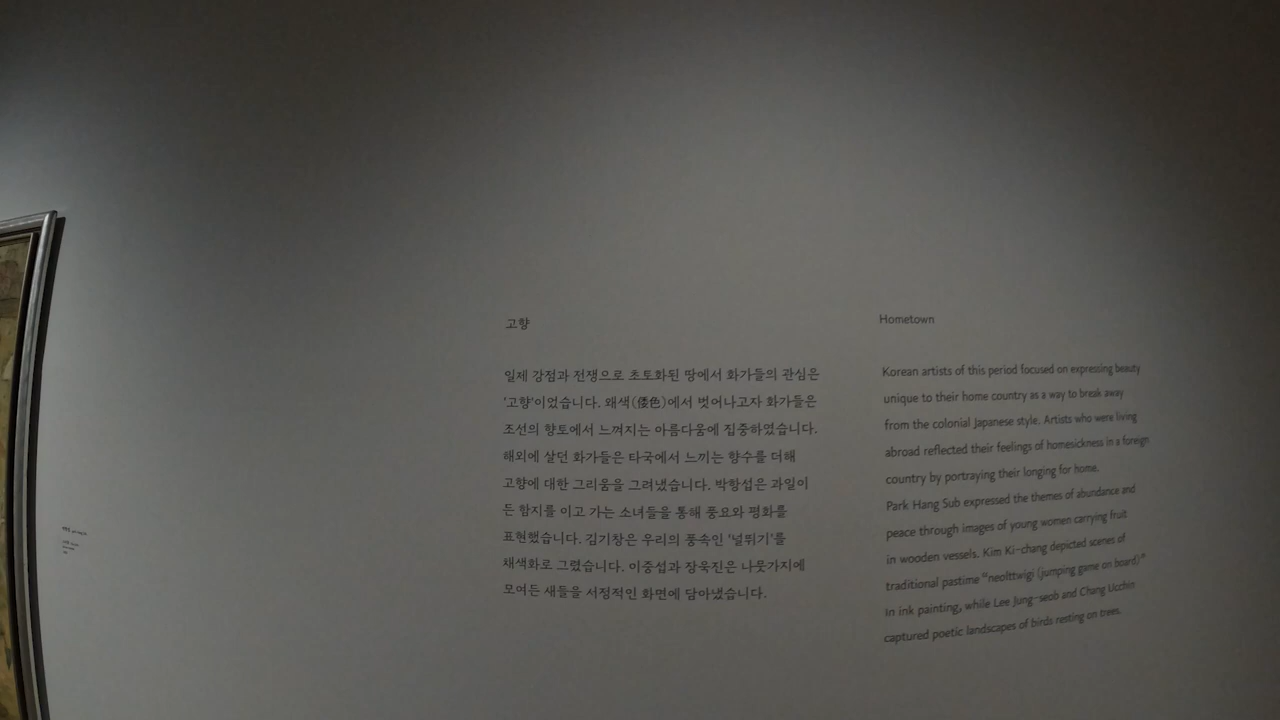 고향
일제 강점과 전쟁으로 초토화된 땅에서 화가들의 관심은
'고향'이었습니다. 왜색(倭色)에서 벗어나고자 화가들은
조선의 향토에서 느껴지는 아름다움에 집중하였습니다.
해외에 살던 화가들은 타국에서 느끼는 향수를 더해
고향에 대한 그리움을 그려냈습니다. 박항섭은 과일이
든 함지를 이고 가는 소녀들을 통해 풍요와 평화를
표현했습니다. 김기창은 우리의 풍속인 '널뛰기'를
채색화로 그렸습니다. 이중섭과 장욱진은 나뭇가지에
모여든 새들을 서정적인 화면에 담아냈습니다.
Hometown
Korean artists of this period focused on expressing beauty
unique to their home country as a way to break away
from the colonial Japanese style. Artists who were living
abroad reflected their feelings of homesickness in a foreign
country by portraying their longing for home.
Park Hang Sub expressed the themes of abundance and
peace through images of young women carrying fruit
in wooden vessels. Kim Ki-chang depicted scenes of
traditional pastime "neolttwigi (jumping game on board)"
In ink painting, while Lee Jung-seob and Chang Ucchin
captured poetic landscapes of birds resting on trees.